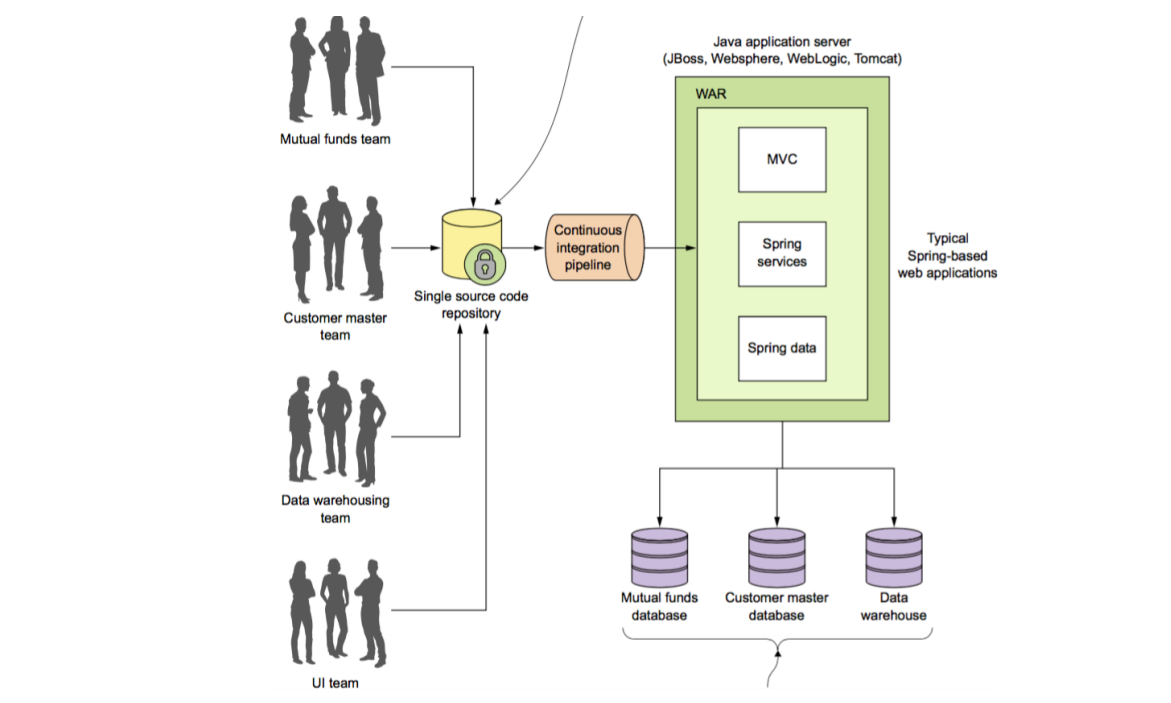 Java application server
(JBoss, Websphere, WebLogic, Tomcat)
WAR
Mutual funds team
MVC
Continuous
integration
pipeline
Spring
services
Typical
Spring-based
web applications
Single source code
repository
Customer master
team
Spring data
Data warehousing
team
Mutual funds
database
Customer master
database
Data
warehouse
UI team